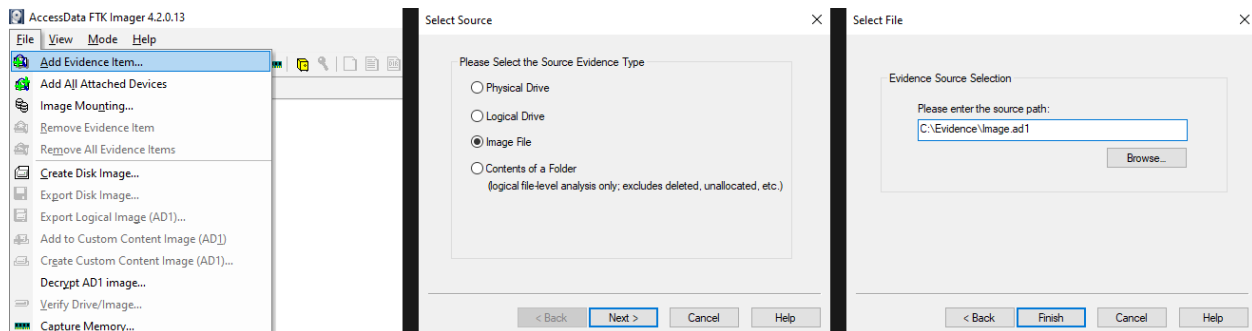 AccessData FTK Imager 4.2.0.13
File View Mode Help
Add Evidence Item...
Add All Attached Devices
Image Mounting...
Remove Evidence Item
Remove All Evidence Items
Create Disk Image...
Export Disk Image...
Export Logical Image (AD1)...
Add to Custom Content Image (AD1)
Create Custom Content Image (AD1)...
Decrypt AD1 image...
Verify Drive/Image...
Capture Memory...
Select Source
Please Select the Source Evidence Type
Physical Drive
Logical Drive
Image File
Contents of a Folder
(logical file-level analysis only; excludes deleted, unallocated, etc.)
< Back Next > Cancel Help
Select File
Evidence Source Selection
Please enter the source path:
C:\Evidence\Image.ad1
Browse...
< Back Finish Cancel Help